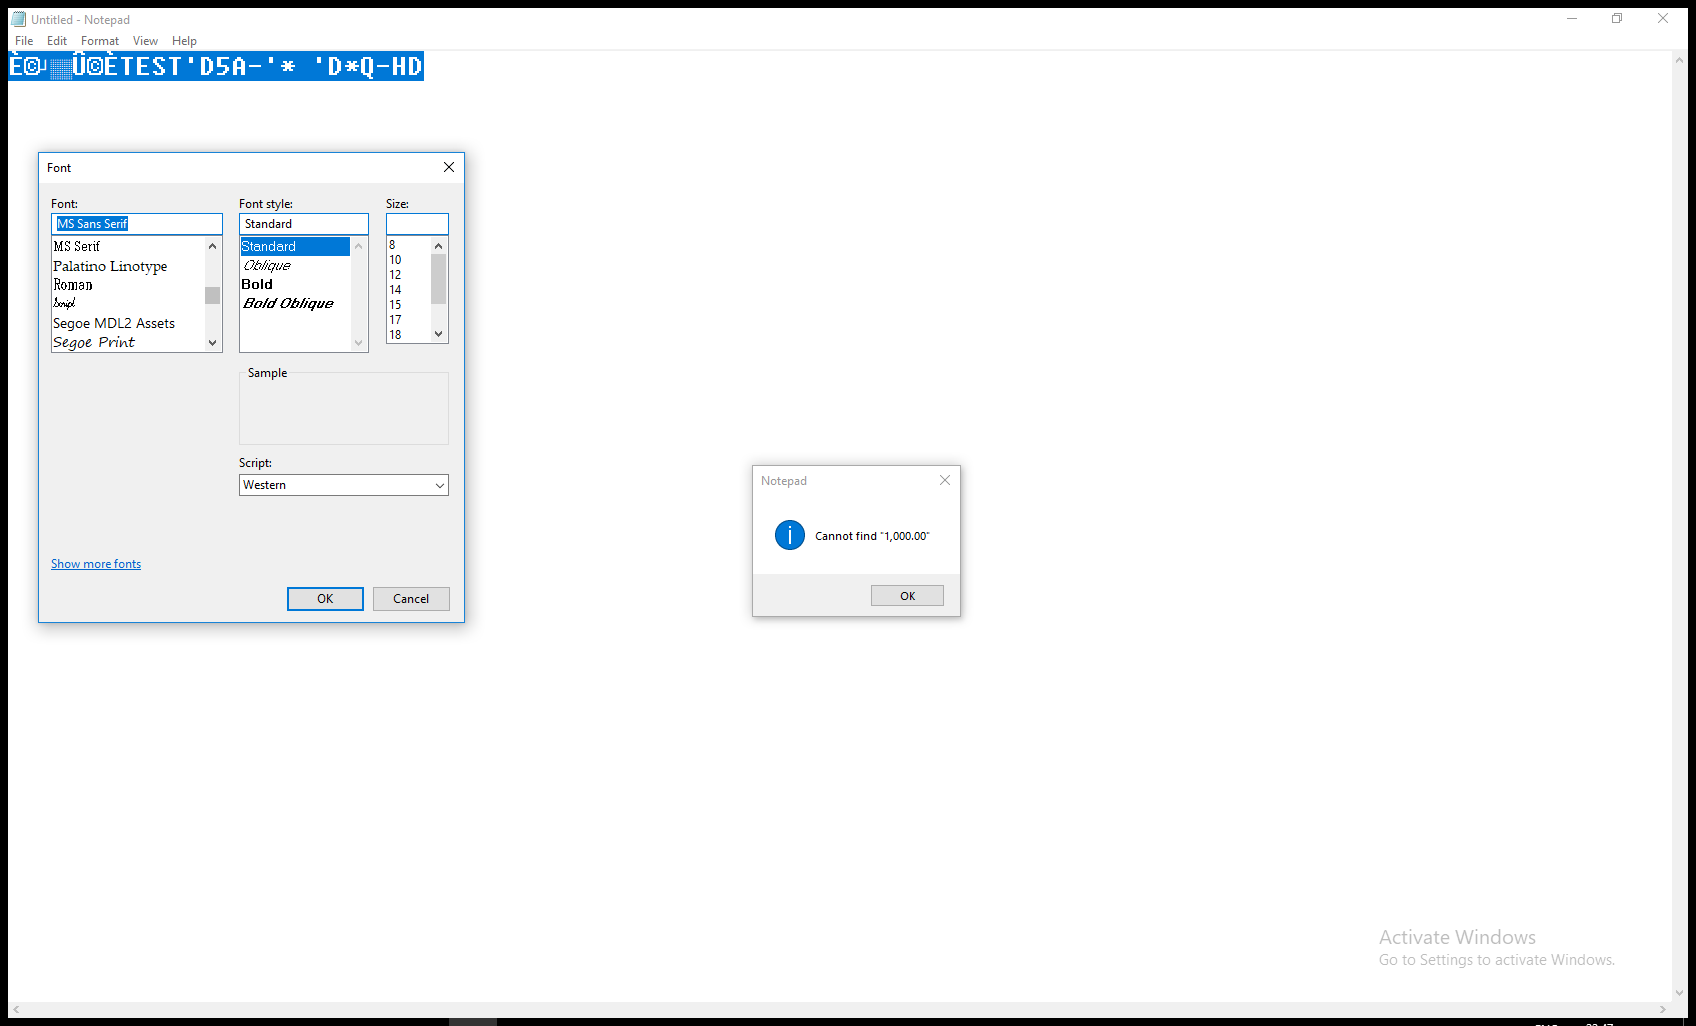 Untitled - Notepad
File Edit Format View Help
TEST'D5A-'* 'D*Q-HD
Font
Font: Font style: Size:
MS Sans Serif Standard
MS Serif
Palatino Linotype
Roman
Script
Segoe MDL2 Assets
Segoe Print
Standard
Oblique
Bold
Bold Oblique
8
10
12
14
15
17
18
Sample
Script:
Western
Show more fonts
OK Cancel
Notepad
Cannot find "1,000.00"
OK
Activate Windows
Go to Settings to activate Windows.